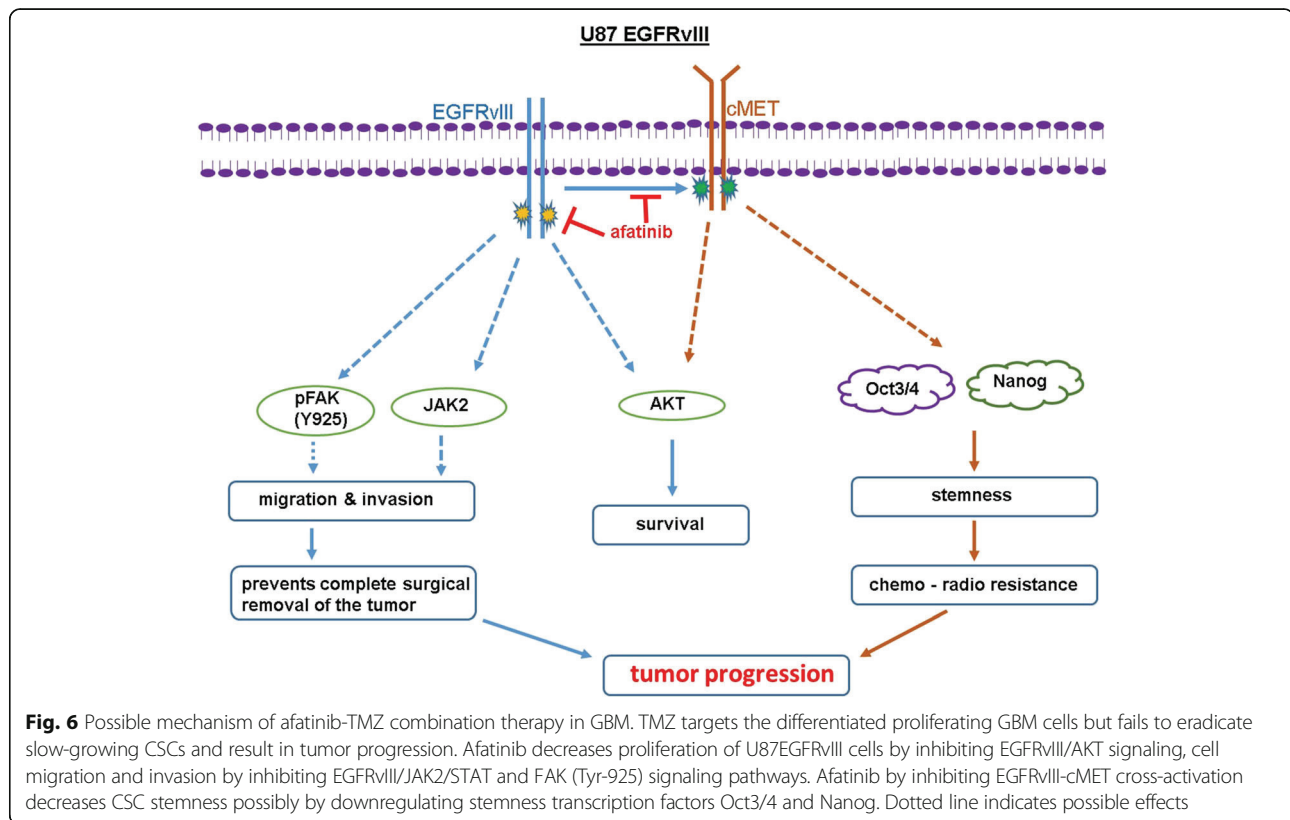 U87 EGFRvIII
EGFRvIII
cMET
afatinib
pFAK
(Y925)
JAK2
AKT
Oct3/4
Nanog
migration & invasion
survival
stemness
prevents complete surgical
removal of the tumor
chemo - radio resistance
tumor progression
Fig. 6 Possible mechanism of afatinib-TMZ combination therapy in GBM. TMZ targets the differentiated proliferating GBM cells but fails to eradicate
slow-growing CSCs and result in tumor progression. Afatinib decreases proliferation of U87EGFRvIII cells by inhibiting EGFRvIII/AKT signaling, cell
migration and invasion by inhibiting EGFRvIII/JAK2/STAT and FAK (Tyr-925) signaling pathways. Afatinib by inhibiting EGFRvIII-cMET cross-activation
decreases CSC stemness possibly by downregulating stemness transcription factors Oct3/4 and Nanog. Dotted line indicates possible effects